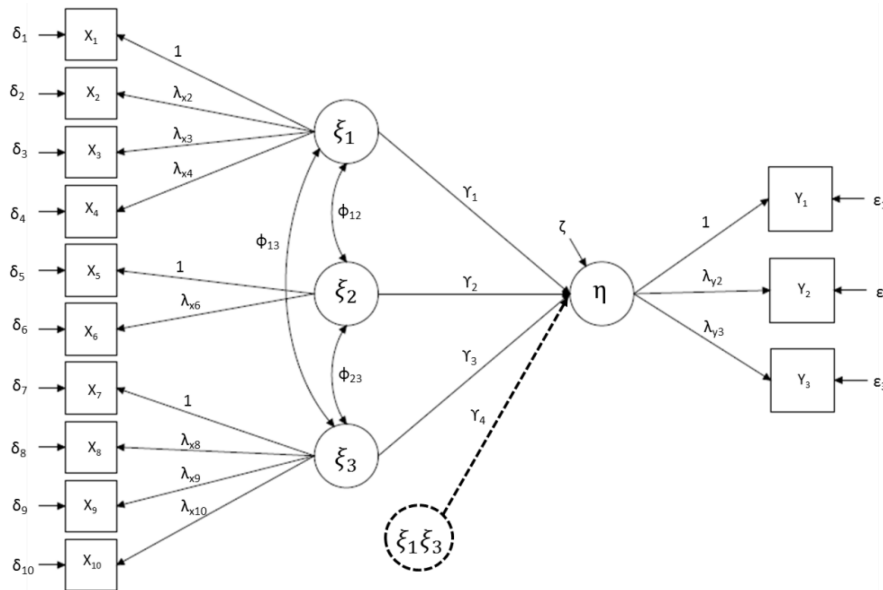 δ₁
X₁
1
δ₂
X₂
λₓ₂
δ₃
X₃
λₓ₃
δ₄
X₄
λₓ₄
ξ₁
ϒ₁
ϕ₁₂
ϕ₁₃
δ₅
X₅
1
δ₆
X₆
λₓ₆
ξ₂
ϒ₂
ζ
η
1
Y₁
λy₂
Y₂
ε
λy₃
Y₃
ϕ₂₃
ϒ₃
ϒ₄
δ₇
X₇
1
δ₈
X₈
λₓ₈
δ₉
X₉
λₓ₉
δ₁₀
X₁₀
λₓ₁₀
ξ₃
ξ₁ξ₃